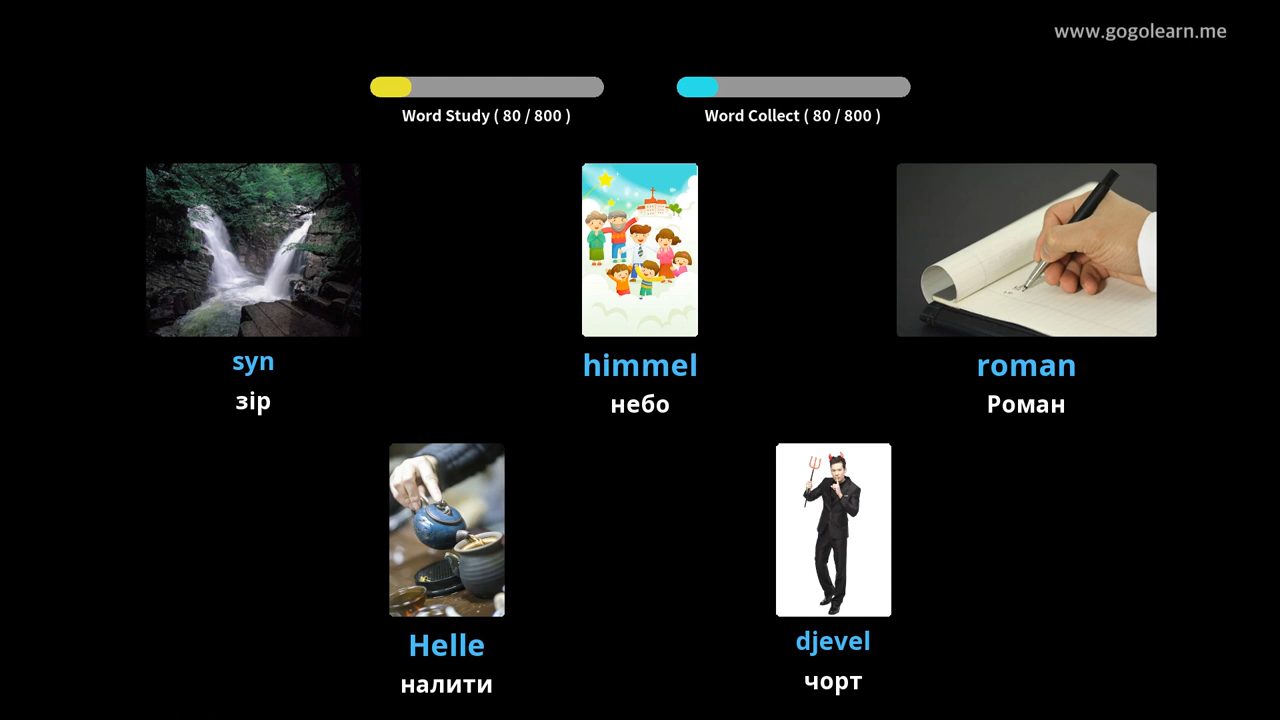 www.gogolearn.me
Word Study ( 80 / 800 )
Word Collect ( 80 / 800 )
syn
зір
himmel
небо
roman
Роман
Helle
налити
djevel
чорт